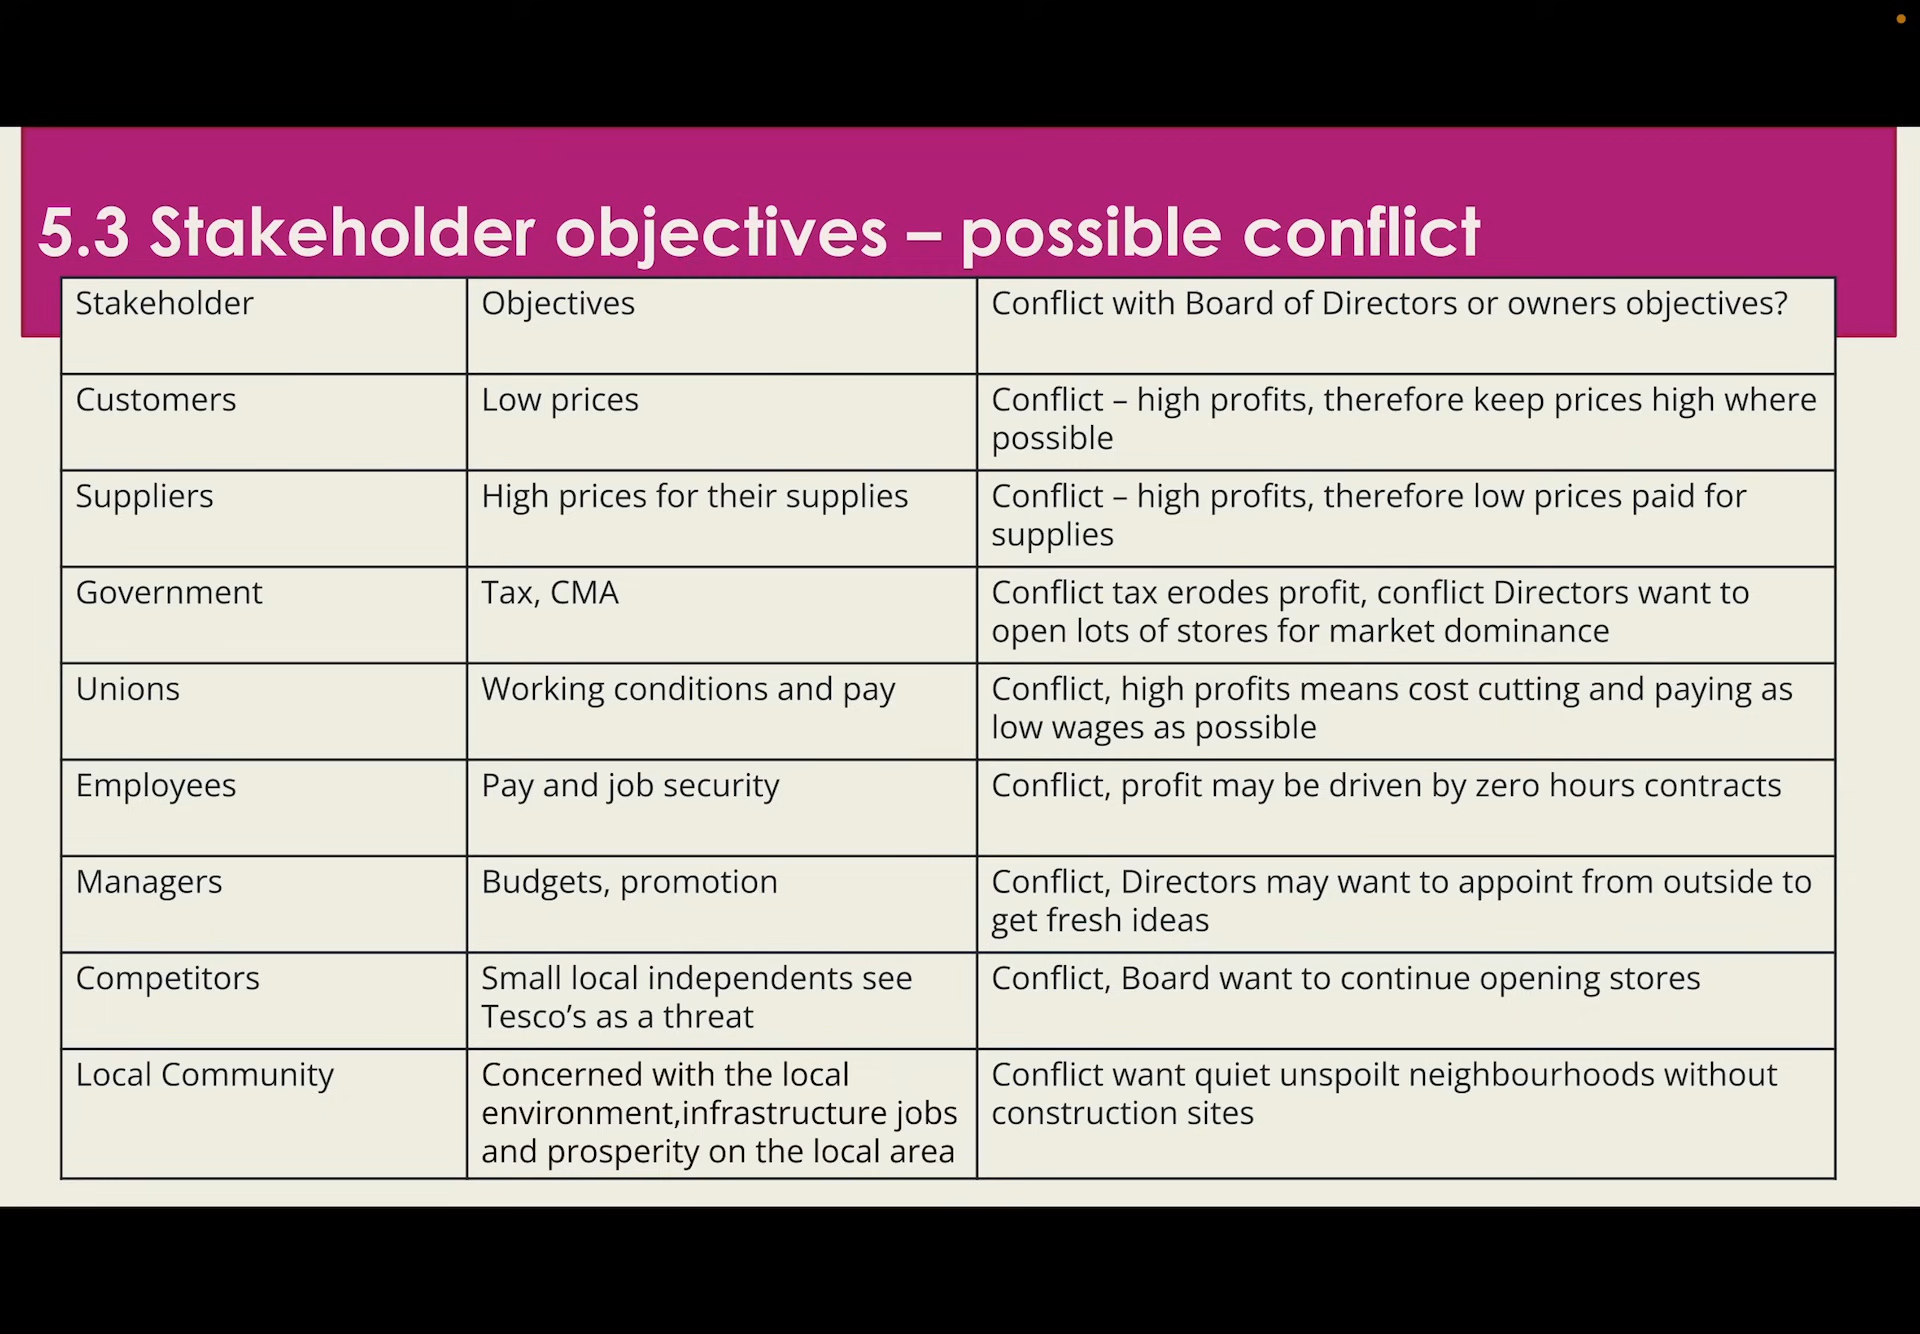 5.3 Stakeholder objectives – possible conflict
Stakeholder
Objectives
Conflict with Board of Directors or owners objectives?
Customers
Low prices
Conflict – high profits, therefore keep prices high where
possible
Suppliers
High prices for their supplies
Conflict – high profits, therefore low prices paid for
supplies
Government
Tax, CMA
Conflict tax erodes profit, conflict Directors want to
open lots of stores for market dominance
Unions
Working conditions and pay
Conflict, high profits means cost cutting and paying as
low wages as possible
Employees
Pay and job security
Conflict, profit may be driven by zero hours contracts
Managers
Budgets, promotion
Conflict, Directors may want to appoint from outside to
get fresh ideas
Competitors
Small local independents see
Tesco’s as a threat
Conflict, Board want to continue opening stores
Local Community
Concerned with the local
environment,infrastructure jobs
and prosperity on the local area
Conflict want quiet unspoilt neighbourhoods without
construction sites